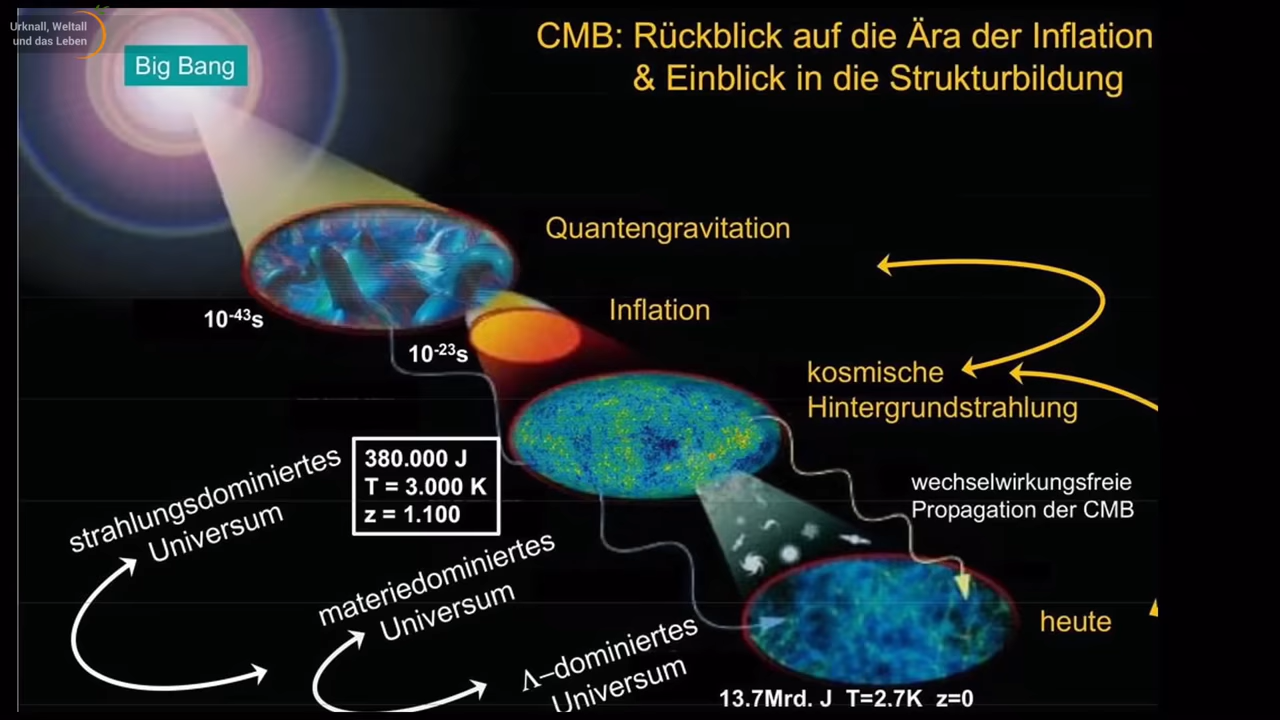 Urknall, Weltall
und das Leben
Big Bang
CMB: Rückblick auf die Ära der Inflation
& Einblick in die Strukturbildung
Quantengravitation
10-43s
Inflation
10-23s
kosmische
Hintergrundstrahlung
380.000 J
T = 3.000 K
z = 1.100
strahlungsdominiertes
Universum
wechselwirkungsfreie
Propagation der CMB
materiedominiertes
Universum
heute
Λ–dominiertes
Universum
13.7Mrd. J T=2.7K z=0